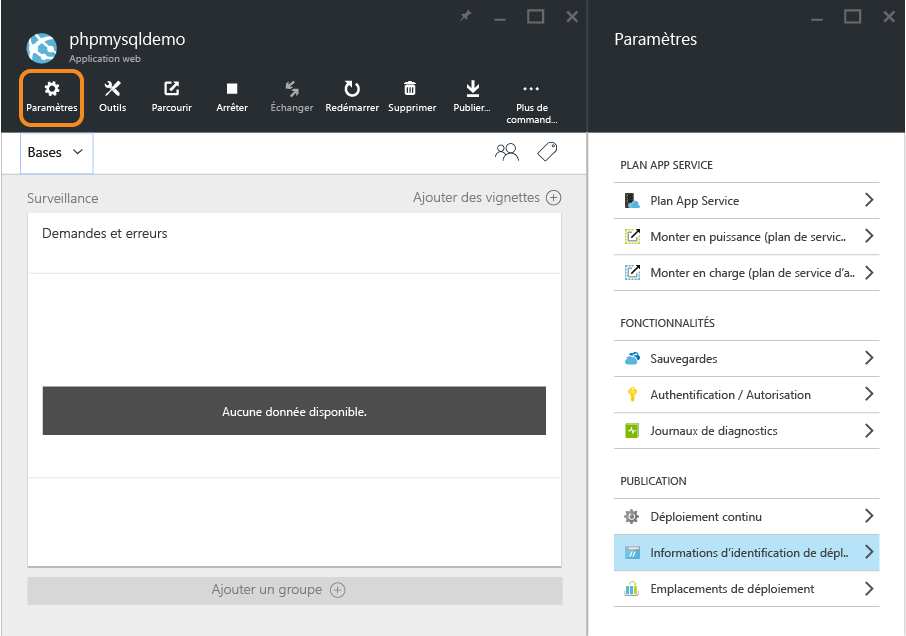 phpmysqldemo
Application web
Paramètres
Outils
Parcourir
Arrêter
Échanger
Redémarrer
Supprimer
Publier...
Plus de
command...
Bases
Surveillance
Ajouter des vignettes
Demandes et erreurs
Aucune donnée disponible.
Ajouter un groupe
Paramètres
PLAN APP SERVICE
Plan App Service
Monter en puissance (plan de servic..
Monter en charge (plan de service d'a..
FONCTIONNALITÉS
Sauvegardes
Authentification / Autorisation
Journaux de diagnostics
PUBLICATION
Déploiement continu
Informations d'identification de dépl..
Emplacements de déploiement